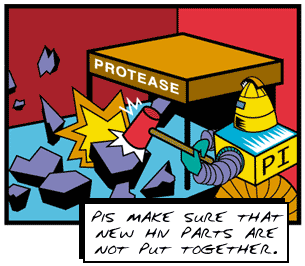 PROTEASE
PI
PIS MAKE SURE THAT
NEW HIV PARTS ARE
NOT PUT TOGETHER.